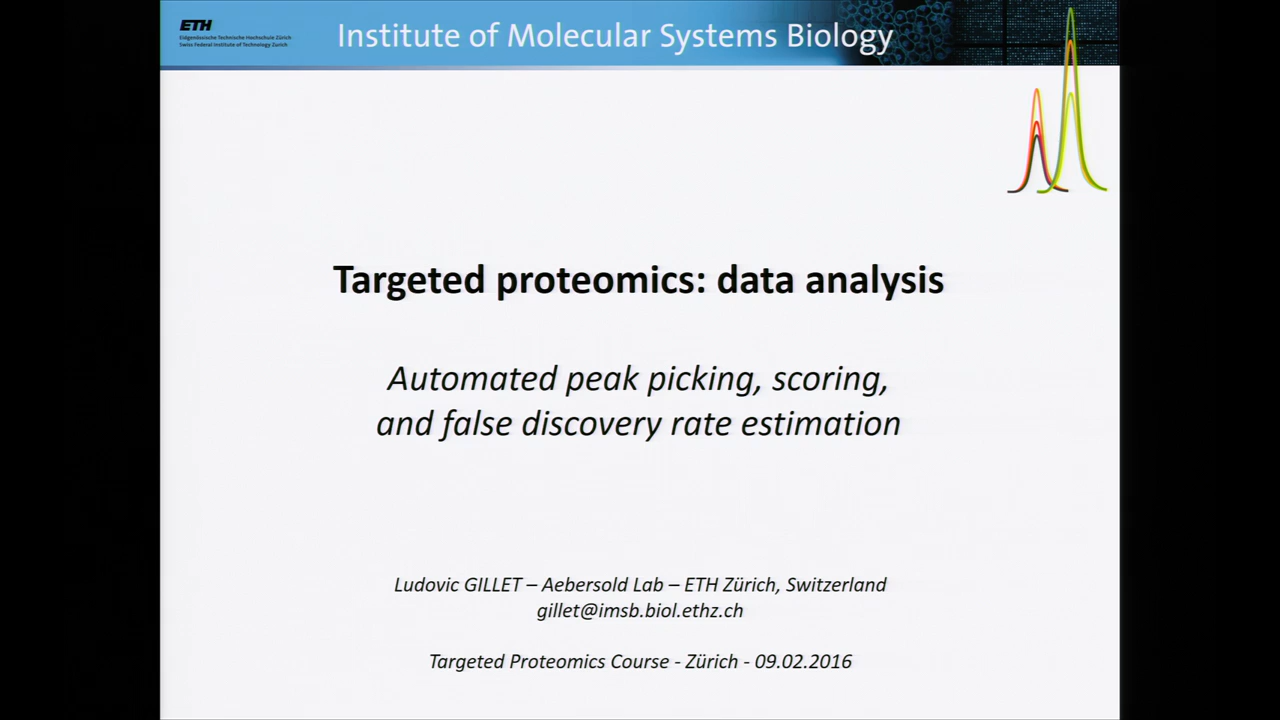 ETH
Eidgenössische Technische Hochschule Zürich
Swiss Federal Institute of Technology Zurich
Institute of Molecular Systems Biology
Targeted proteomics: data analysis
Automated peak picking, scoring,
and false discovery rate estimation
Ludovic GILLET – Aebersold Lab – ETH Zürich, Switzerland
gillet@imsb.biol.ethz.ch
Targeted Proteomics Course - Zürich - 09.02.2016